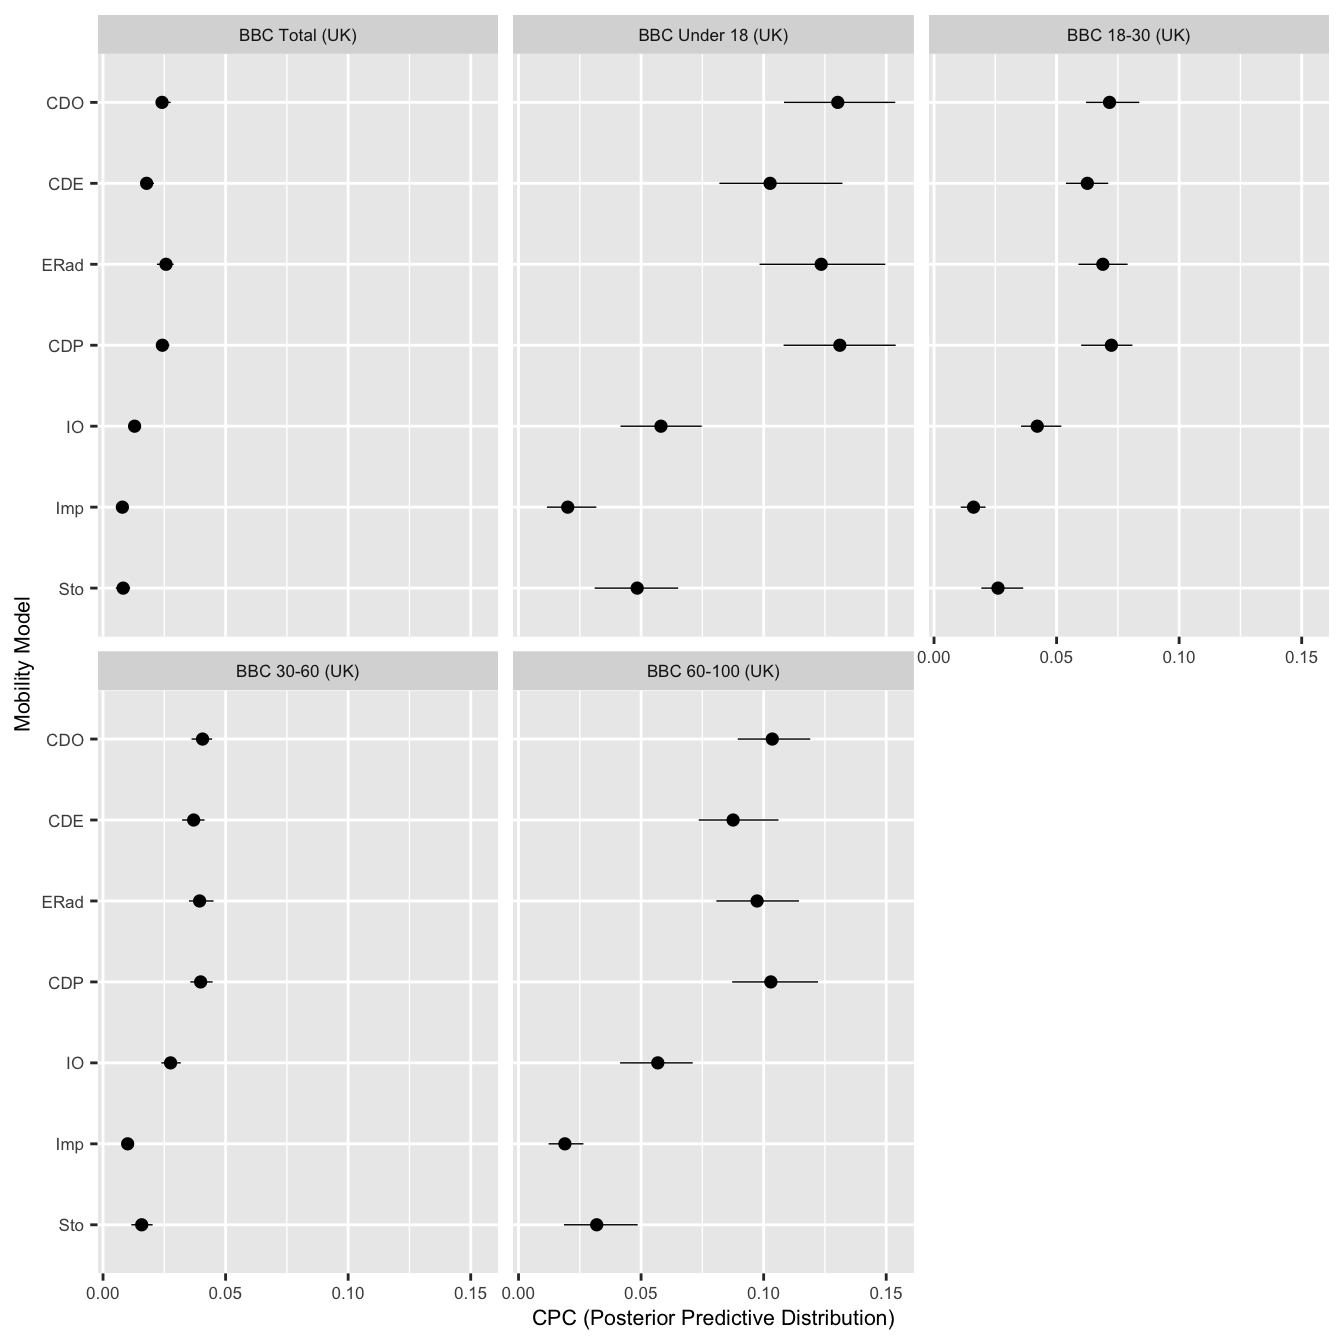 BBC Total (UK)
BBC Under 18 (UK)
BBC 18-30 (UK)
CDO
CDE
ERad
CDP
IO
Imp
Sto
0.00 0.05 0.10 0.15
BBC 30-60 (UK)
BBC 60-100 (UK)
CDO
CDE
ERad
CDP
IO
Imp
Sto
0.00 0.05 0.10 0.15
0.00 0.05 0.10 0.15
Mobility Model
CPC (Posterior Predictive Distribution)